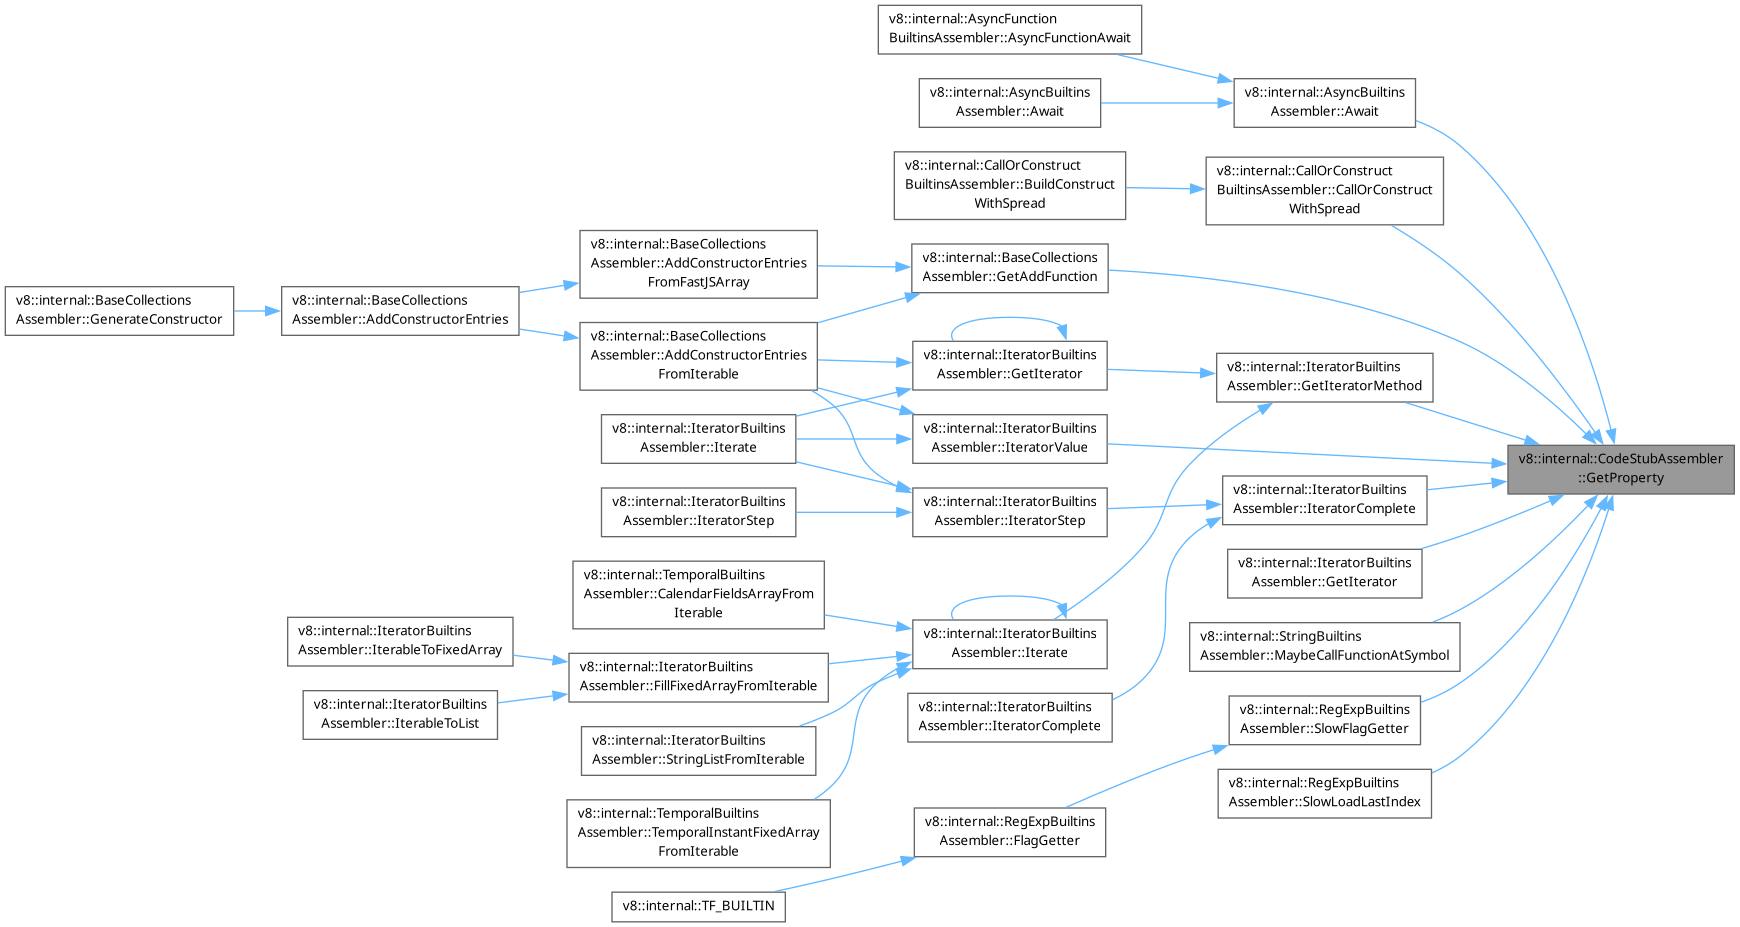 v8::internal::AsyncFunction
BuiltinsAssembler::AsyncFunctionAwait
v8::internal::AsyncBuiltins
Assembler::Await
v8::internal::AsyncBuiltins
Assembler::Await
v8::internal::CallOrConstruct
BuiltinsAssembler::BuildConstruct
WithSpread
v8::internal::CallOrConstruct
BuiltinsAssembler::CallOrConstruct
WithSpread
v8::internal::BaseCollections
Assembler::AddConstructorEntries
FromFastJSArray
v8::internal::BaseCollections
Assembler::GetAddFunction
v8::internal::BaseCollections
Assembler::GenerateConstructor
v8::internal::BaseCollections
Assembler::AddConstructorEntries
v8::internal::BaseCollections
Assembler::AddConstructorEntries
FromIterable
v8::internal::IteratorBuiltins
Assembler::GetIterator
v8::internal::IteratorBuiltins
Assembler::GetIteratorMethod
v8::internal::IteratorBuiltins
Assembler::Iterate
v8::internal::IteratorBuiltins
Assembler::IteratorValue
v8::internal::CodeStubAssembler
::GetProperty
v8::internal::IteratorBuiltins
Assembler::IteratorStep
v8::internal::IteratorBuiltins
Assembler::IteratorStep
v8::internal::IteratorBuiltins
Assembler::IteratorComplete
v8::internal::IteratorBuiltins
Assembler::GetIterator
v8::internal::TemporalBuiltins
Assembler::CalendarFieldsArrayFrom
Iterable
v8::internal::IteratorBuiltins
Assembler::IterableToFixedArray
v8::internal::IteratorBuiltins
Assembler::Iterate
v8::internal::StringBuiltins
Assembler::MaybeCallFunctionAtSymbol
v8::internal::IteratorBuiltins
Assembler::FillFixedArrayFromIterable
v8::internal::IteratorBuiltins
Assembler::IterableToList
v8::internal::IteratorBuiltins
Assembler::IteratorComplete
v8::internal::RegExpBuiltins
Assembler::SlowFlagGetter
v8::internal::IteratorBuiltins
Assembler::StringListFromIterable
v8::internal::RegExpBuiltins
Assembler::SlowLoadLastIndex
v8::internal::TemporalBuiltins
Assembler::TemporalInstantFixedArray
FromIterable
v8::internal::RegExpBuiltins
Assembler::FlagGetter
v8::internal::TF_BUILTIN